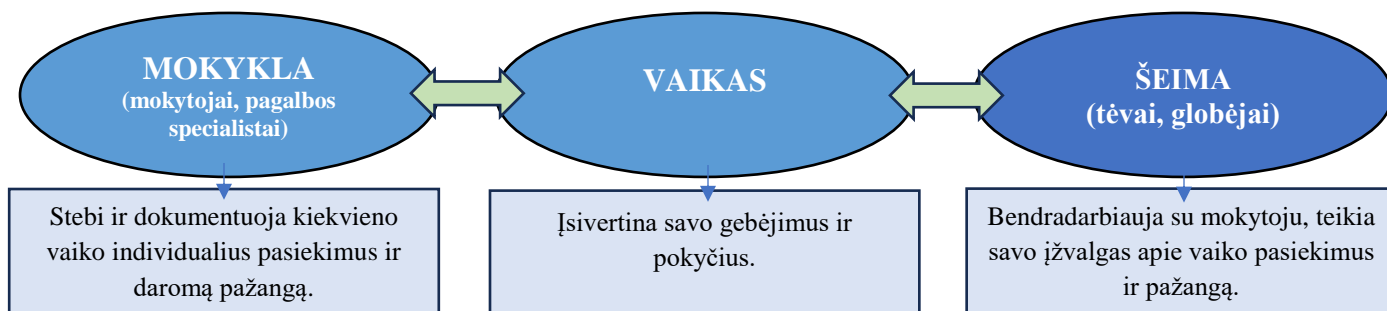 MOKYKLA
(mokytojai, pagalbos
specialistai)
VAIKAS
ŠEIMA
(tėvai, globėjai)
Stebi ir dokumentuoja kiekvieno
vaiko individualius pasiekimus ir
daromą pažangą.
Įsivertina savo gebėjimus ir
pokyčius.
Bendradarbiauja su mokytoju, teikia
savo įžvalgas apie vaiko pasiekimus
ir pažangą.